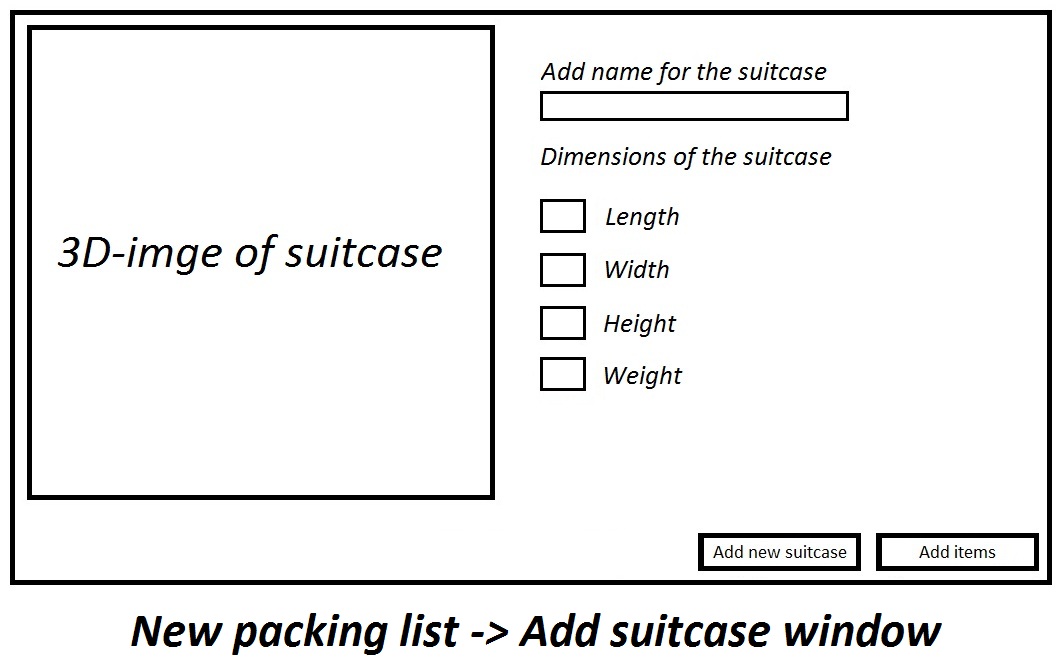 3D-imge of suitcase
Add name for the suitcase
Dimensions of the suitcase
Length
Width
Height
Weight
Add new suitcase
Add items
New packing list -> Add suitcase window